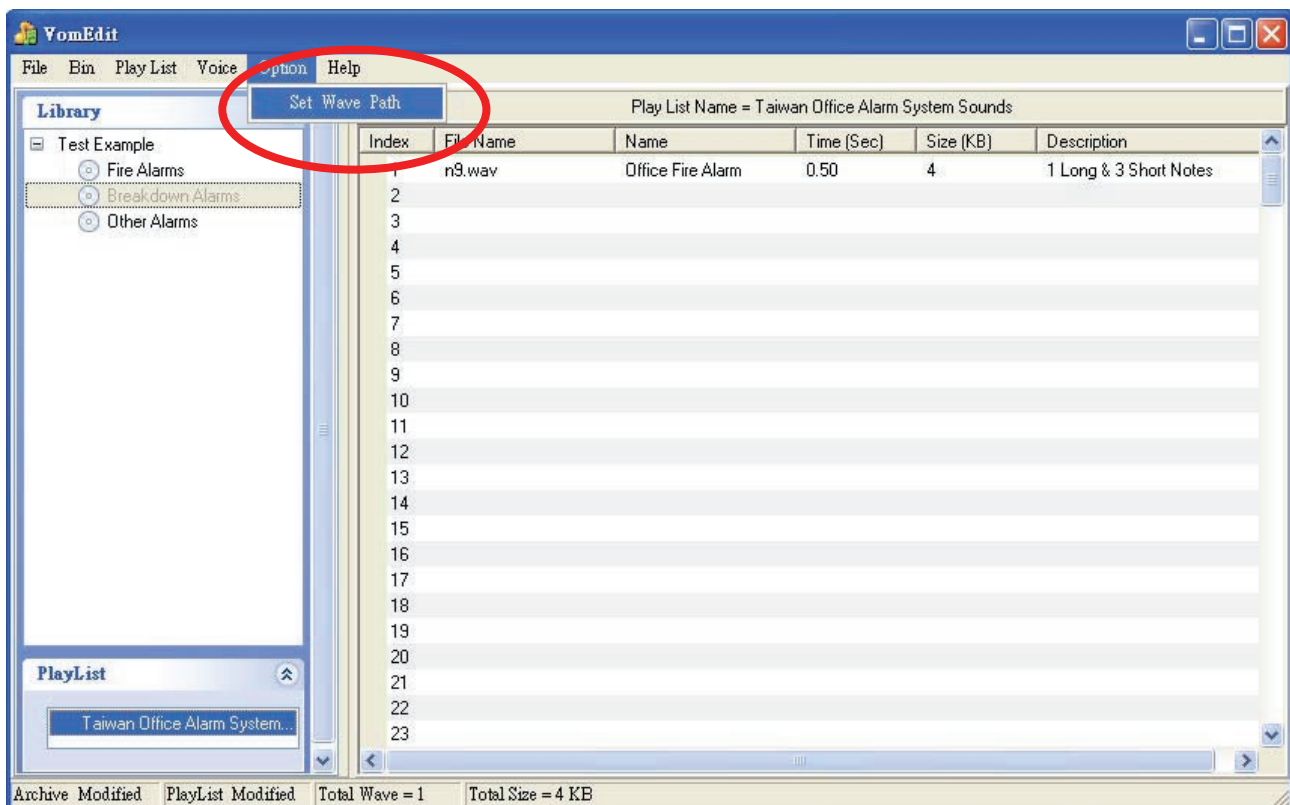 VomEdit
File Bin Play List Voice Option Help
Set Wave Path
Library
Play List Name = Taiwan Office Alarm System Sounds
Test Example
Fire Alarms
Breakdown Alarms
Other Alarms
Index File Name Name Time (Sec) Size (KB) Description
1 n9.wav Office Fire Alarm 0.50 4 1 Long & 3 Short Notes
2
3
4
5
6
7
8
9
10
11
12
13
14
15
16
17
18
19
20
21
22
23
PlayList
Taiwan Office Alarm System...
Archive Modified PlayList Modified Total Wave = 1 Total Size = 4 KB